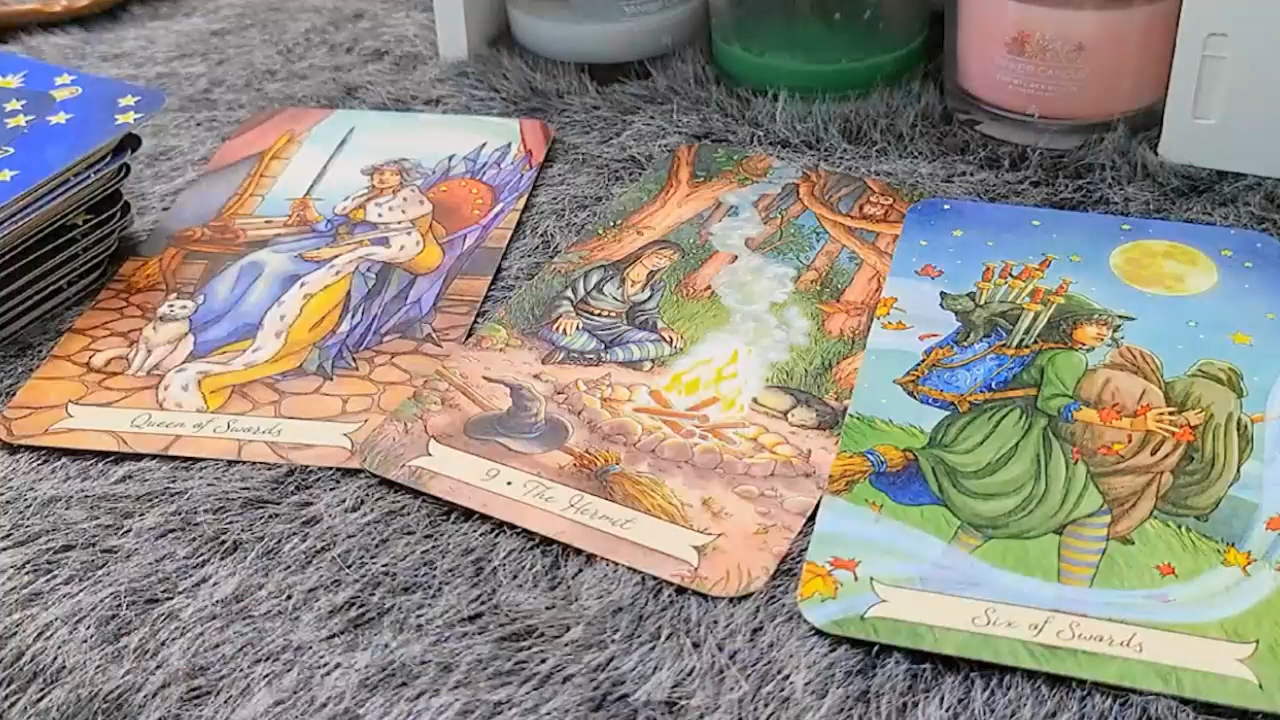 Queen of Swords
9 • The Hermit
Six of Swords